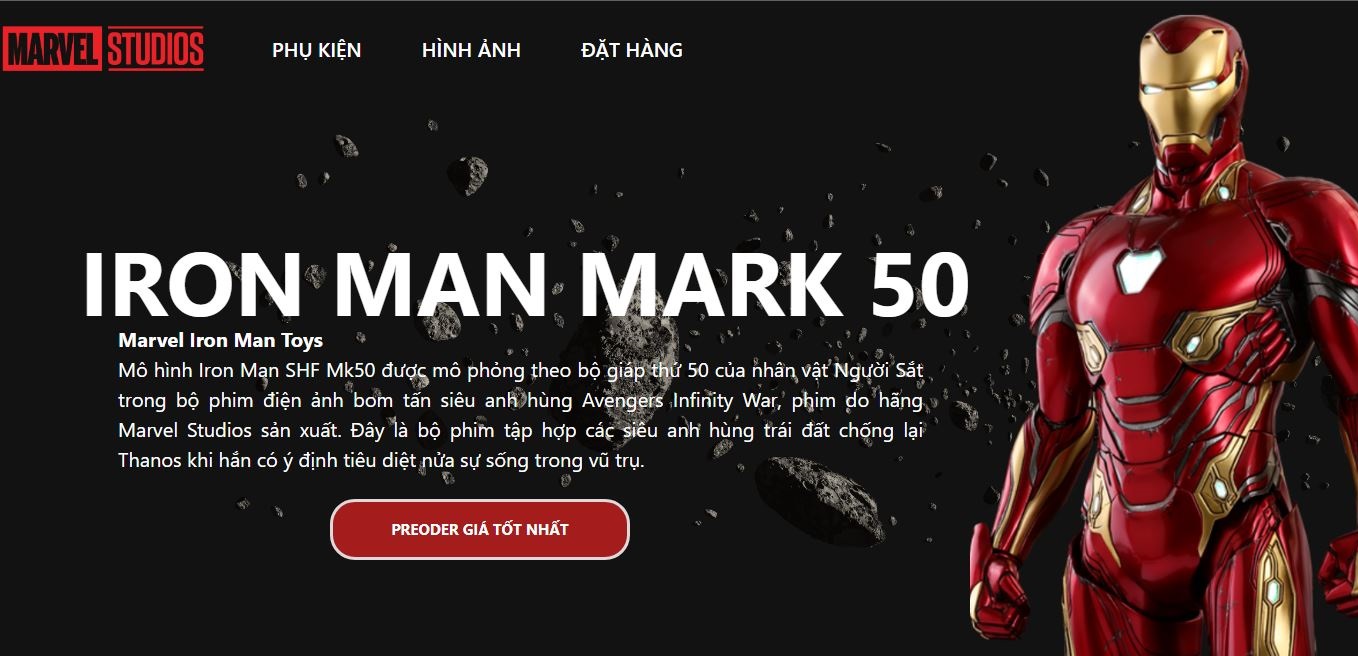 MARVEL STUDIOS
PHỤ KIỆN
HÌNH ẢNH
ĐẶT HÀNG
IRON MAN MARK 50
Marvel Iron Man Toys
Mô hình Iron Man SHF Mk50 được mô phỏng theo bộ giáp thứ 50 của nhân vật Người Sắt
trong bộ phim điện ảnh bom tấn siêu anh hùng Avengers Infinity War, phim do hãng
Marvel Studios sản xuất. Đây là bộ phim tập hợp các siêu anh hùng trái đất chống lại
Thanos khi hắn có ý định tiêu diệt nửa sự sống trong vũ trụ.
PREODER GIÁ TỐT NHẤT